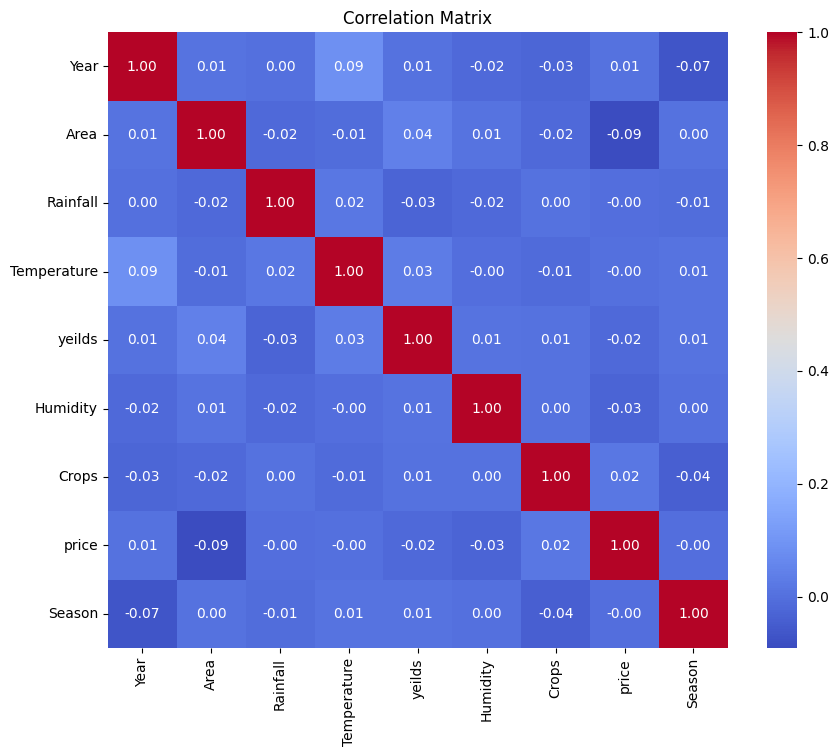 Correlation Matrix
Year 1.00 0.01 0.00 0.09 0.01 -0.02 -0.03 0.01 -0.07
Area 0.01 1.00 -0.02 -0.01 0.04 0.01 -0.02 -0.09 0.00
Rainfall 0.00 -0.02 1.00 0.02 -0.03 -0.02 0.00 -0.00 -0.01
Temperature 0.09 -0.01 0.02 1.00 0.03 -0.00 -0.01 -0.00 0.01
yeilds 0.01 0.04 -0.03 0.03 1.00 0.01 0.01 -0.02 0.01
Humidity -0.02 0.01 -0.02 -0.00 0.01 1.00 0.00 -0.03 0.00
Crops -0.03 -0.02 0.00 -0.01 0.01 0.00 1.00 0.02 -0.04
price 0.01 -0.09 -0.00 -0.00 -0.02 -0.03 0.02 1.00 -0.00
Season -0.07 0.00 -0.01 0.01 0.01 0.00 -0.04 -0.00 1.00
Year Area Rainfall Temperature yeilds Humidity Crops price Season
1.0
0.8
0.6
0.4
0.2
0.0